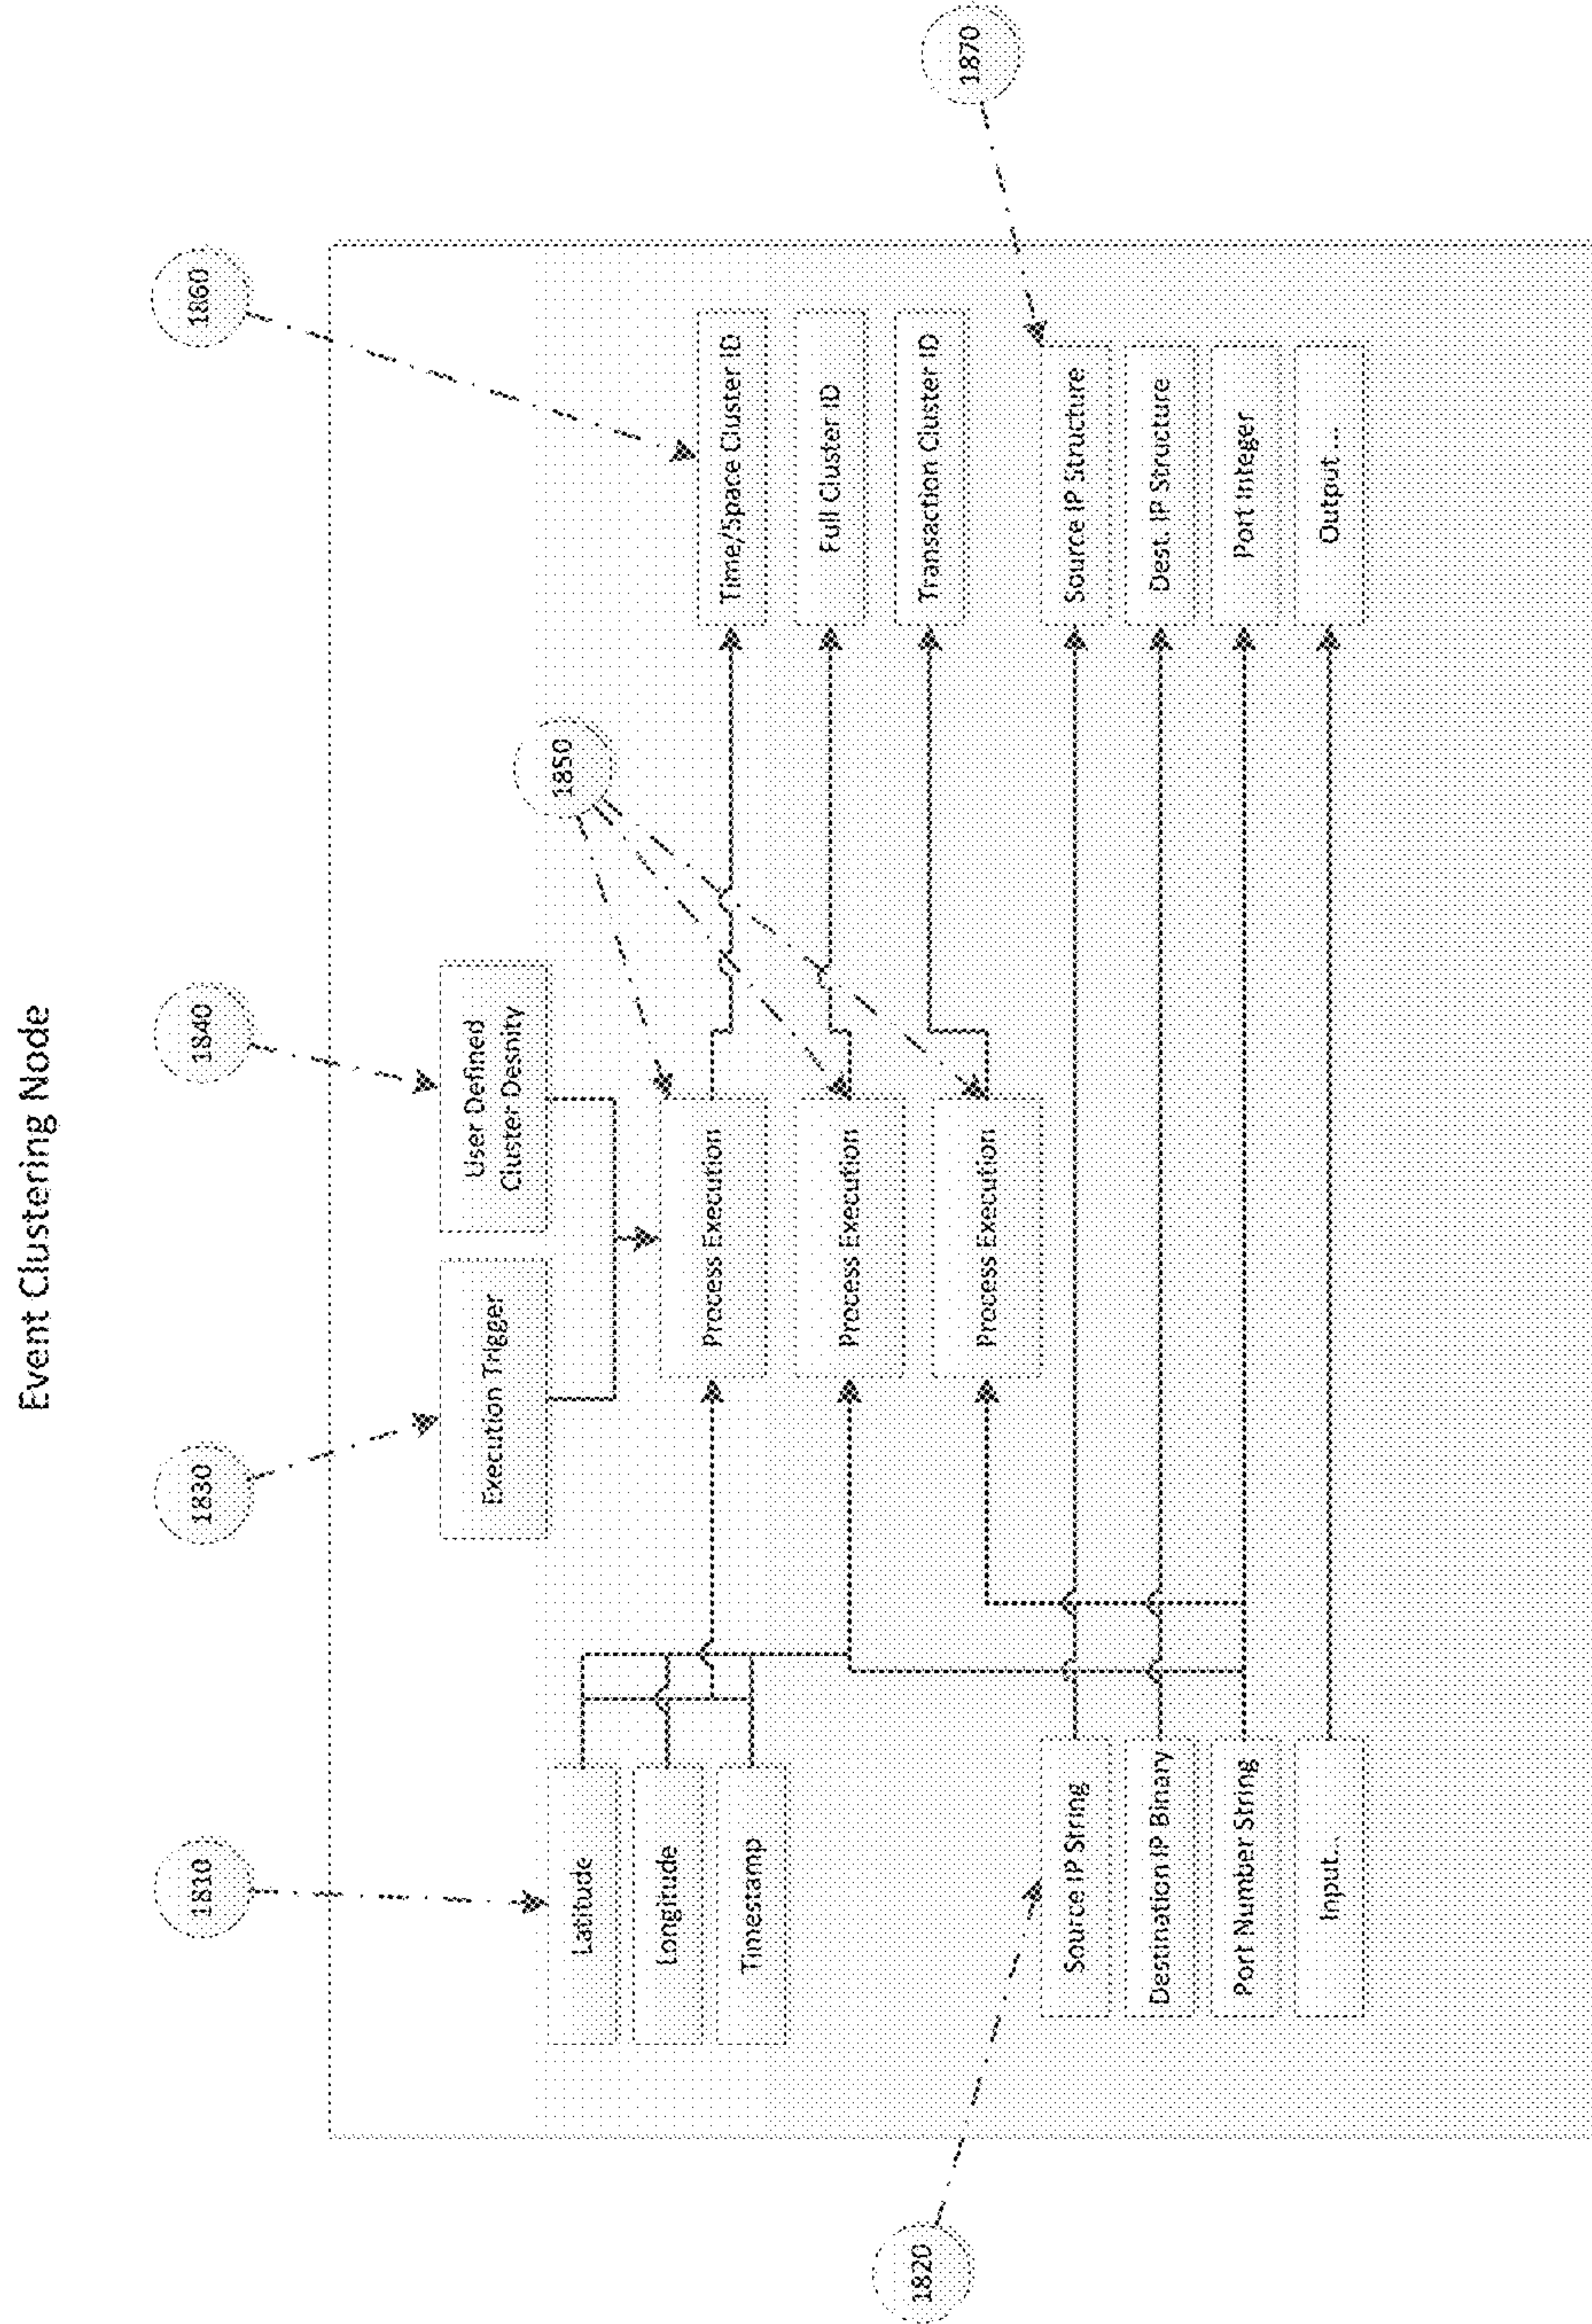 Event Clustering Node
1810
1830
1840
1860
1850
Execution Trigger
User Defined
Cluster Desnity
Latitude
Longitude
Timestamp
Process Execution
Process Execution
Process Execution
Time/Space Cluster ID
Full Cluster ID
Transaction Cluster ID
1820
1870
Source IP String
Destination IP Binary
Port Number String
Input...
Source IP Structure
Dest. IP Structure
Port Integer
Output ...